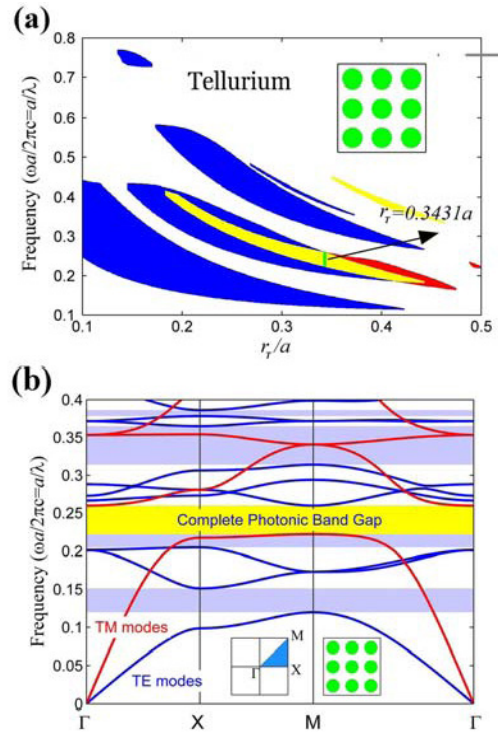 (a)
0.8
0.7
0.6
0.5
0.4
0.3
0.2
0.1
Frequency (ωa/2πc=a/λ)
Tellurium
r_r=0.3431a
0.1 0.2 0.3 0.4 0.5
r_r/a
(b)
0.4
0.35
0.3
0.25
0.2
0.15
0.1
0.05
0
Frequency (ωa/2πc=a/λ)
Complete Photonic Band Gap
TM modes
TE modes
M
Γ X
Γ X M Γ